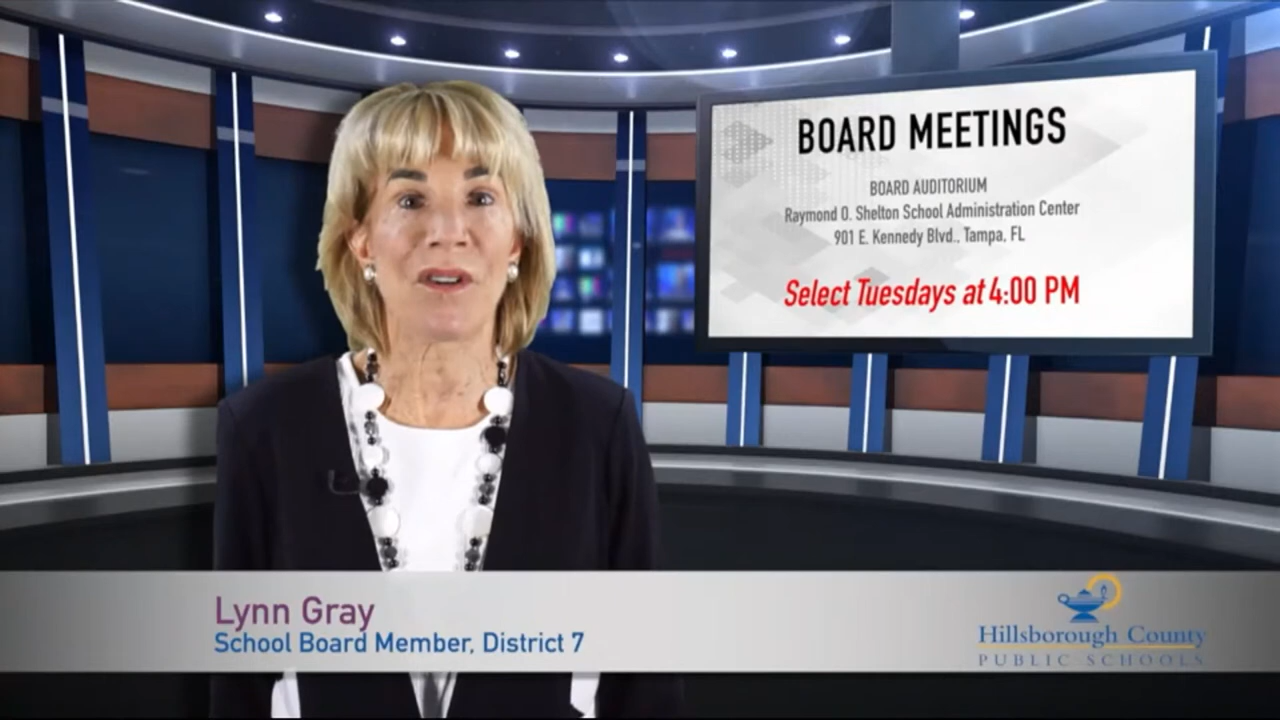 BOARD MEETINGS
BOARD AUDITORIUM
Raymond O. Shelton School Administration Center
901 E. Kennedy Blvd., Tampa, FL
Select Tuesdays at 4:00 PM
Lynn Gray
School Board Member, District 7
Hillsborough County
PUBLIC SCHOOLS